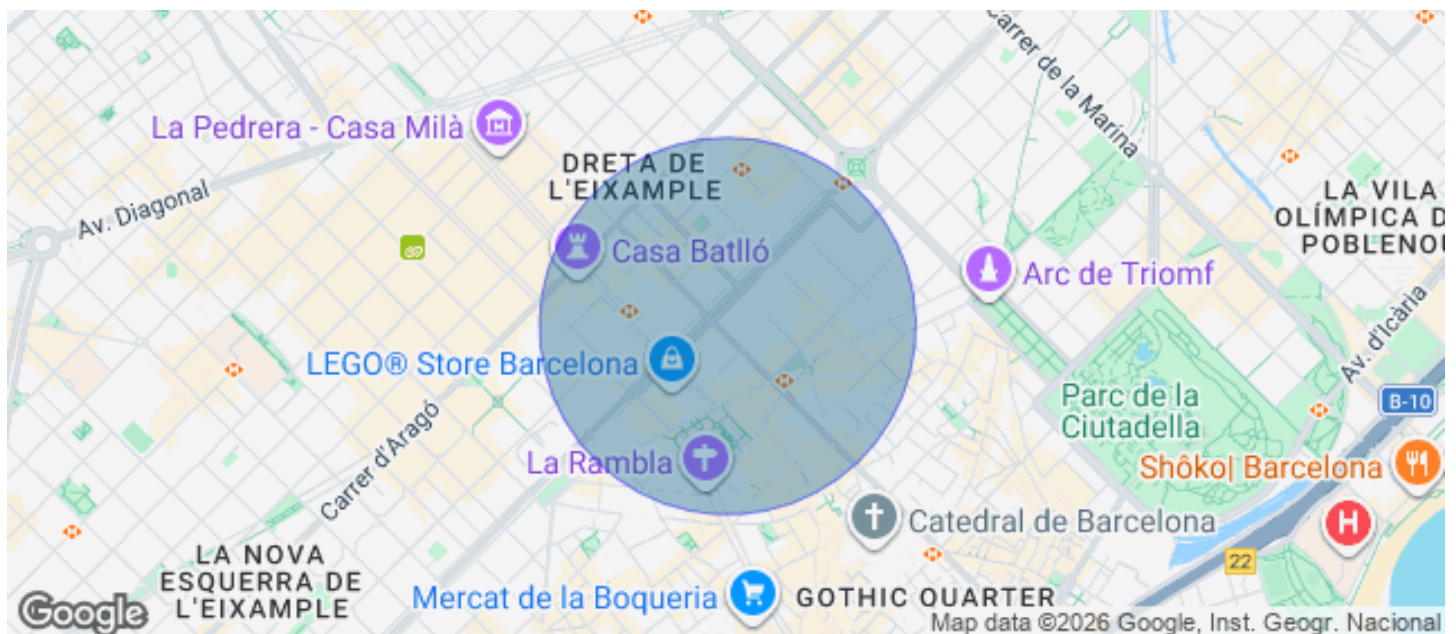 Carrer de la Marina
La Pedrera - Casa Milà
DRETA DE
L'EIXAMPLE
Av. Diagonal
LA VILA
OLÍMPICA D
POBLENOU
Casa Batlló
Arc de Triomf
LEGO® Store Barcelona
Av. d'Icària
Parc de la
Ciutadella
B-10
Carrer d'Aragó
La Rambla
Shôko| Barcelona
H
Catedral de Barcelona
22
LA NOVA
ESQUERRA DE
L'EIXAMPLE
Mercat de la Boqueria
GOTHIC QUARTER
Google
Map data ©2026 Google, Inst. Geogr. Nacional